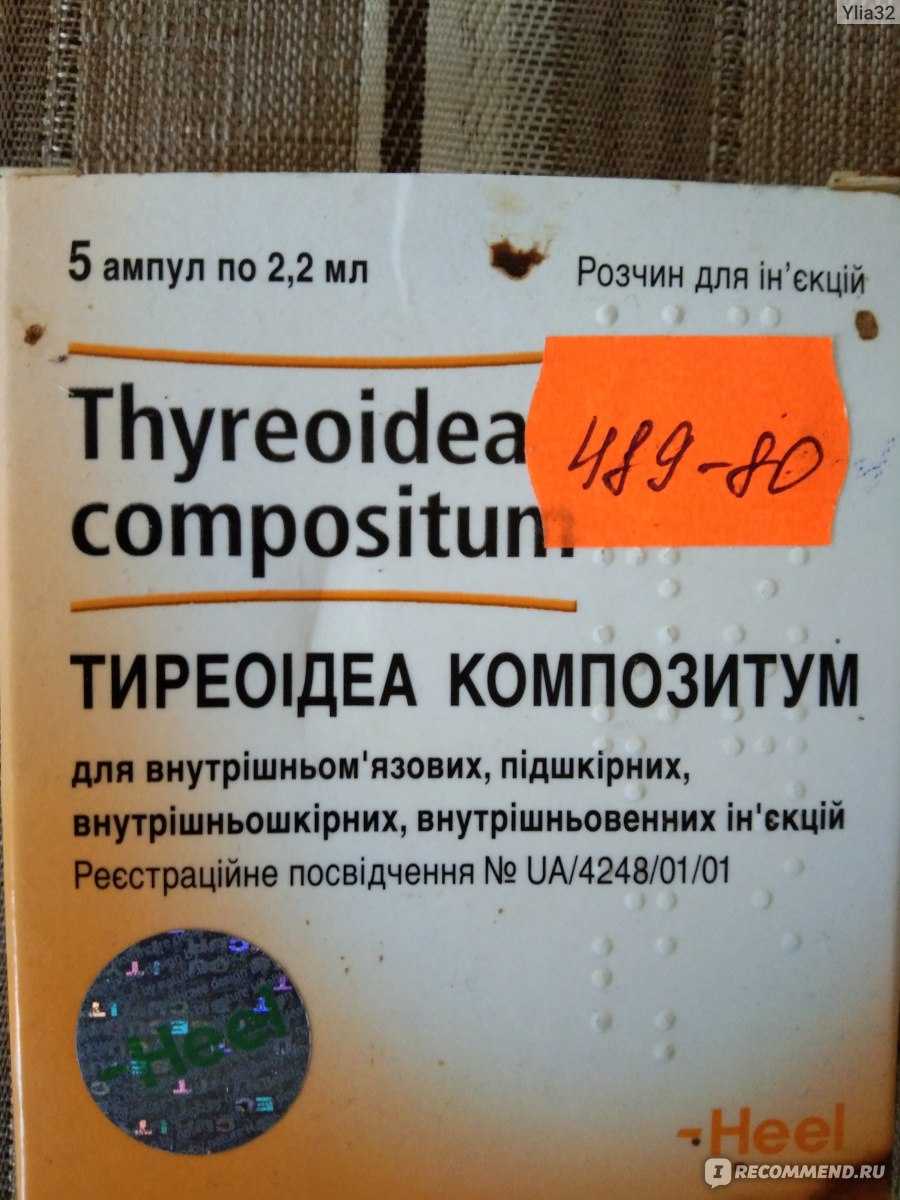 Ylia32
5 ампул по 2,2 мл
Розчин для ін'єкцій
Thyreoidea
compositum
489-80
ТИРЕОІДЕА КОМПОЗИТУМ
для внутрішньом'язових, підшкірних,
внутрішньошкірних, внутрішньовенних ін'єкцій
Реєстраційне посвідчення № UA/4248/01/01
-Heel
-Heel
IRECOMMEND.RU